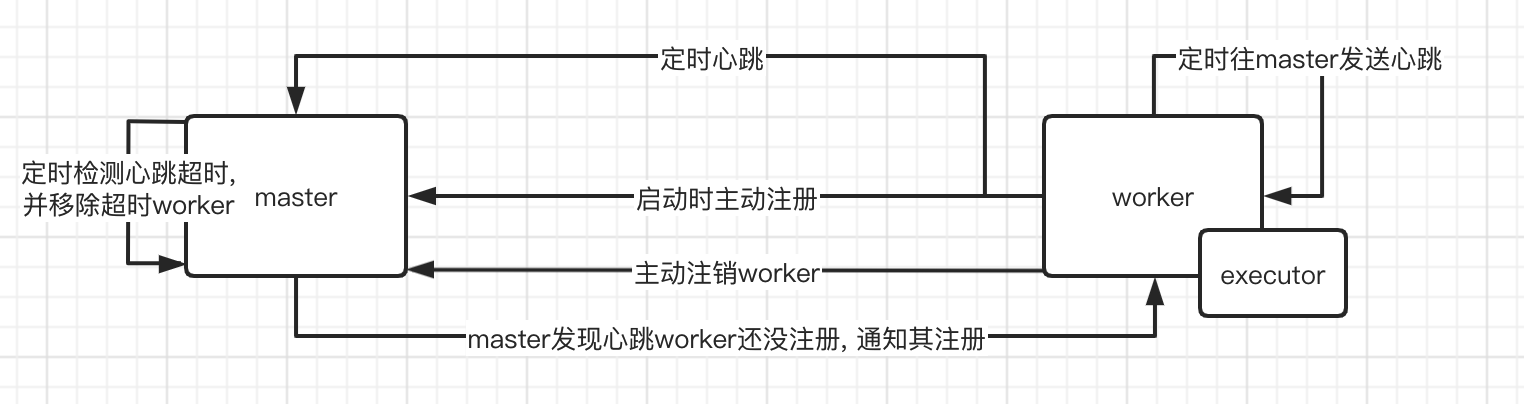 定时心跳
定时往master发送心跳
定时检测心跳超时,
并移除超时worker
master
启动时主动注册
worker
主动注销worker
executor
master发现心跳worker还没注册, 通知其注册